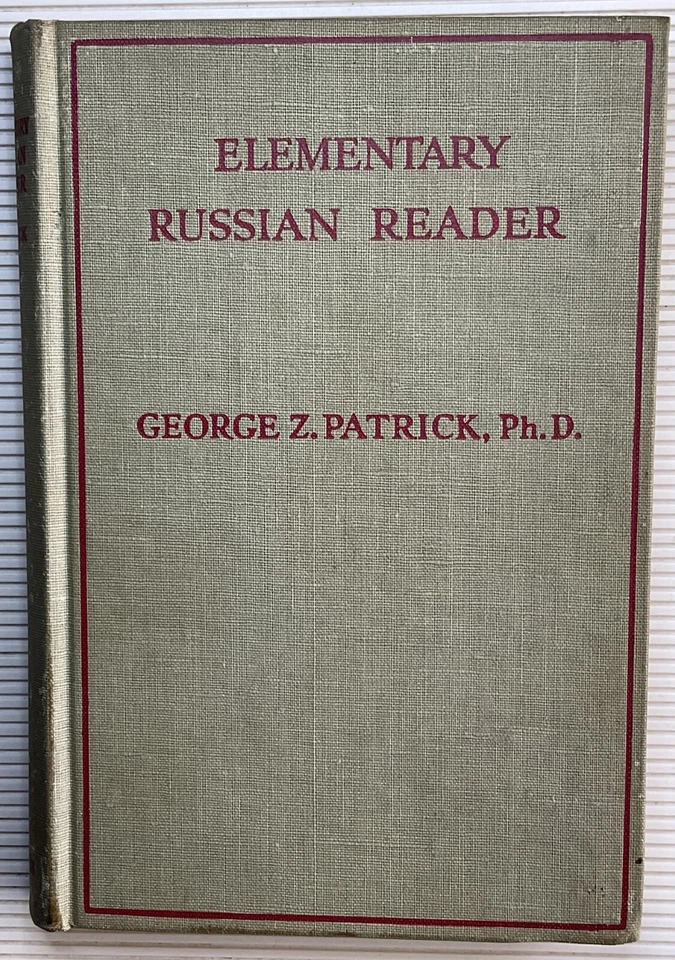 ELEMENTARY
RUSSIAN READER
GEORGE Z. PATRICK, Ph.D.